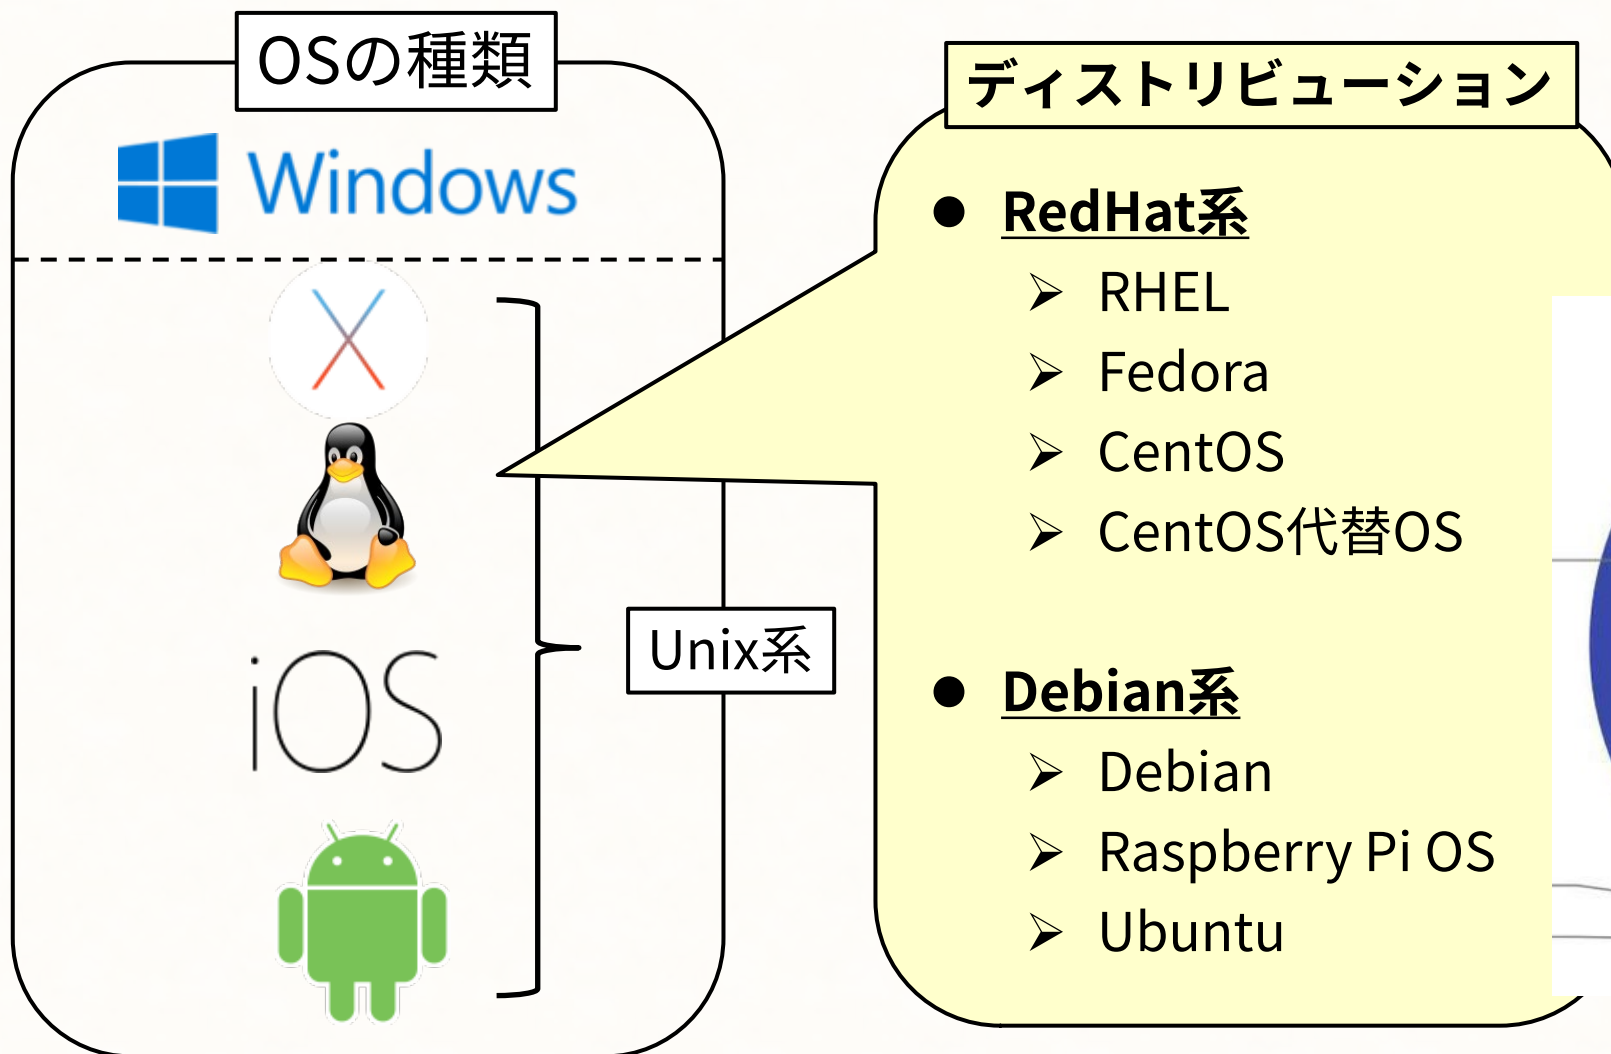 OSの種類
Windows
iOS
Unix系
ディストリビューション
RedHat系
RHEL
Fedora
CentOS
CentOS代替OS
Debian系
Debian
Raspberry Pi OS
Ubuntu